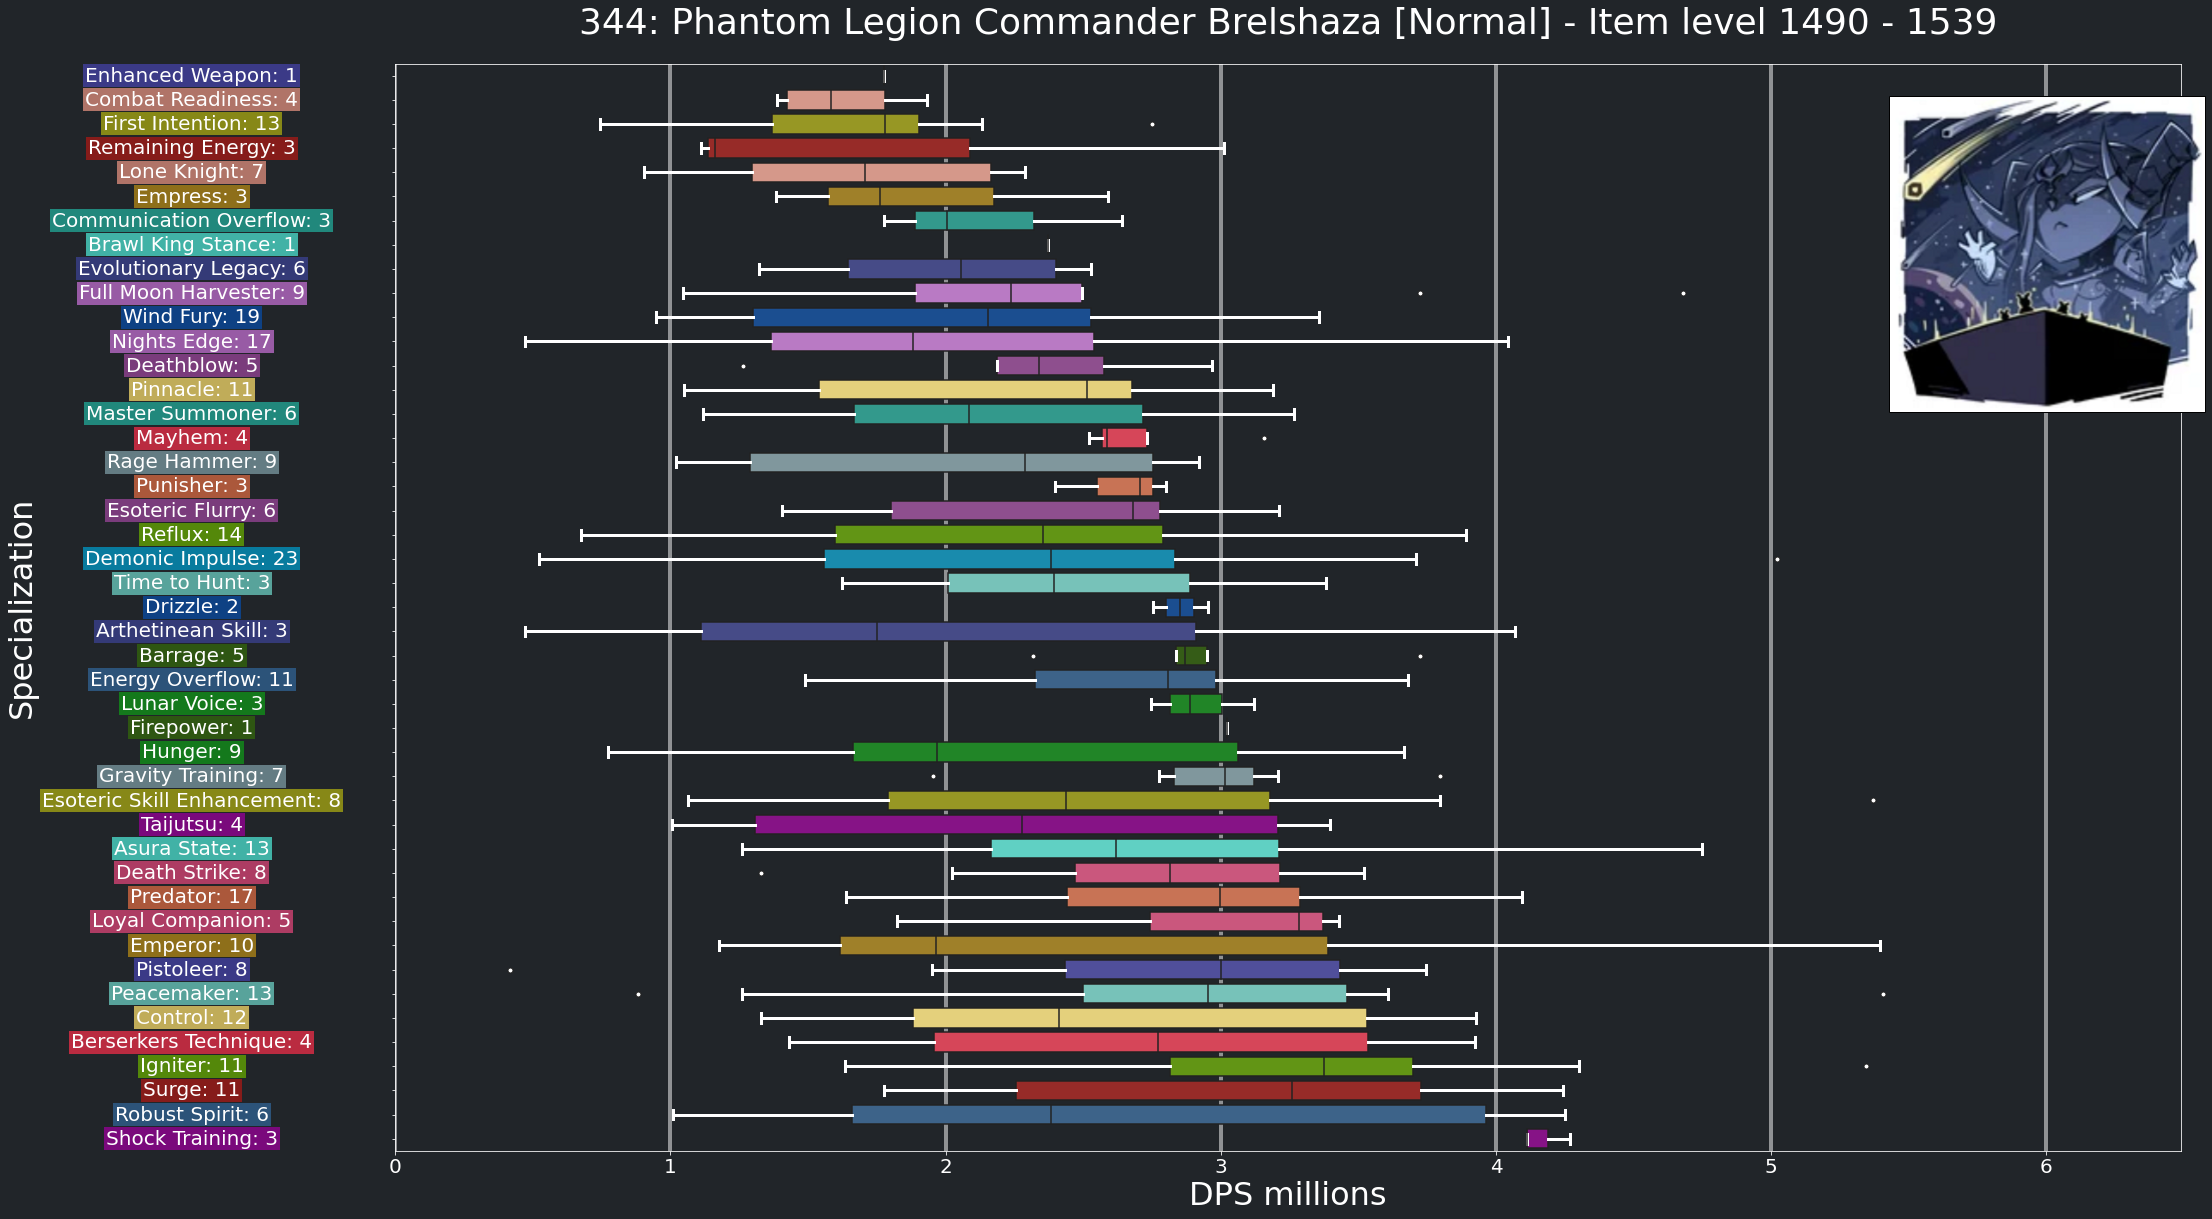 344: Phantom Legion Commander Brelshaza [Normal] - Item level 1490 - 1539
Specialization
Enhanced Weapon: 1
Combat Readiness: 4
First Intention: 13
Remaining Energy: 3
Lone Knight: 7
Empress: 3
Communication Overflow: 3
Brawl King Stance: 1
Evolutionary Legacy: 6
Full Moon Harvester: 9
Wind Fury: 19
Nights Edge: 17
Deathblow: 5
Pinnacle: 11
Master Summoner: 6
Mayhem: 4
Rage Hammer: 9
Punisher: 3
Esoteric Flurry: 6
Reflux: 14
Demonic Impulse: 23
Time to Hunt: 3
Drizzle: 2
Arthetinean Skill: 3
Barrage: 5
Energy Overflow: 11
Lunar Voice: 3
Firepower: 1
Hunger: 9
Gravity Training: 7
Esoteric Skill Enhancement: 8
Taijutsu: 4
Asura State: 13
Death Strike: 8
Predator: 17
Loyal Companion: 5
Emperor: 10
Pistoleer: 8
Peacemaker: 13
Control: 12
Berserkers Technique: 4
Igniter: 11
Surge: 11
Robust Spirit: 6
Shock Training: 3
0 1 2 3 4 5 6
DPS millions